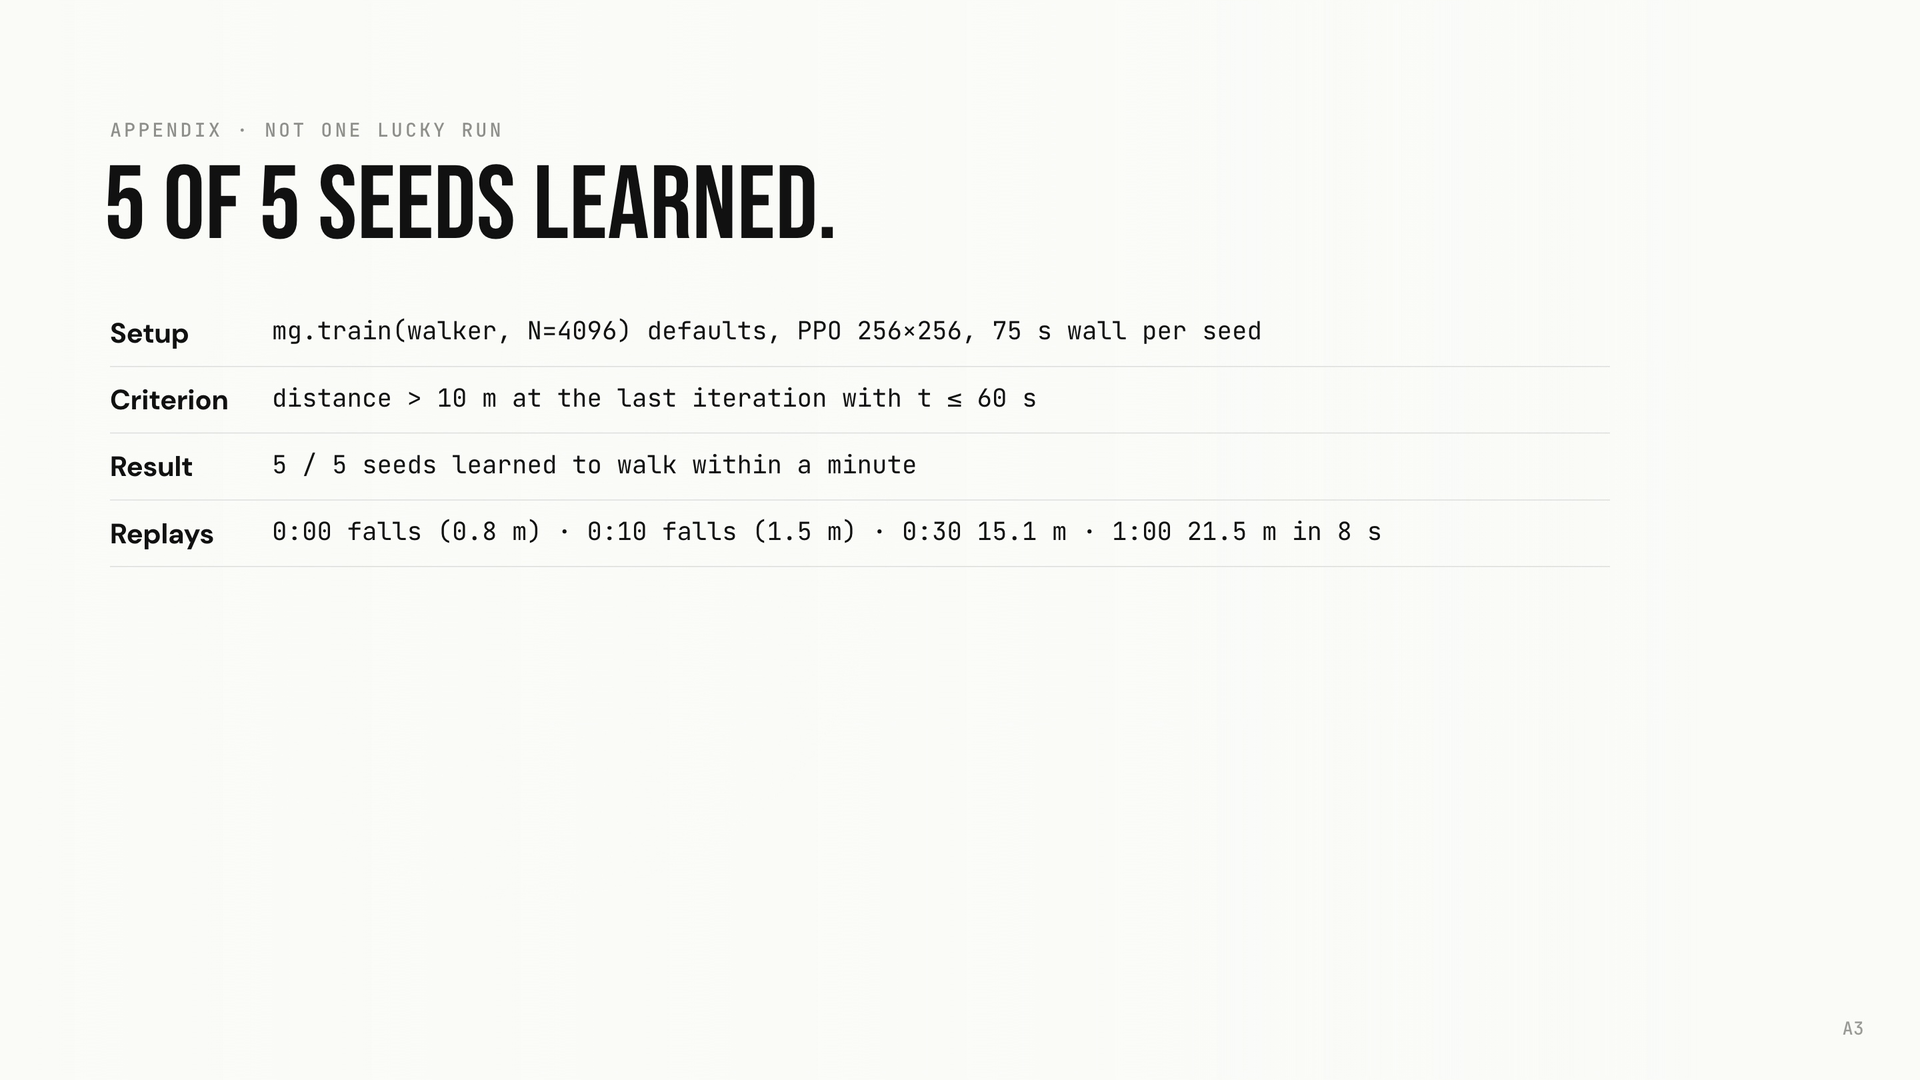 APPENDIX · NOT ONE LUCKY RUN
5 OF 5 SEEDS LEARNED.
Setup mg.train(walker, N=4096) defaults, PPO 256×256, 75 s wall per seed
Criterion distance > 10 m at the last iteration with t ≤ 60 s
Result 5 / 5 seeds learned to walk within a minute
Replays 0:00 falls (0.8 m) · 0:10 falls (1.5 m) · 0:30 15.1 m · 1:00 21.5 m in 8 s
A3